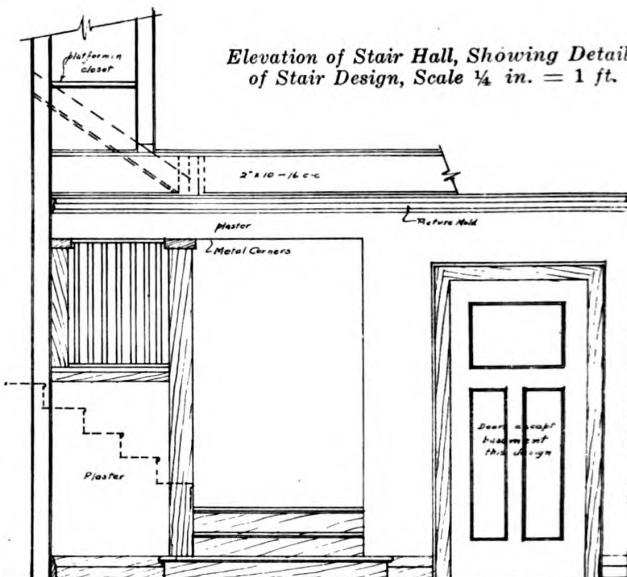 platform in
closet
Elevation of Stair Hall, Showing Detail
of Stair Design, Scale ¼ in. = 1 ft.
2" x 10 - 16 c-c
Picture Mold
plaster
Metal Corners
Doors except
basement
this design
Plaster